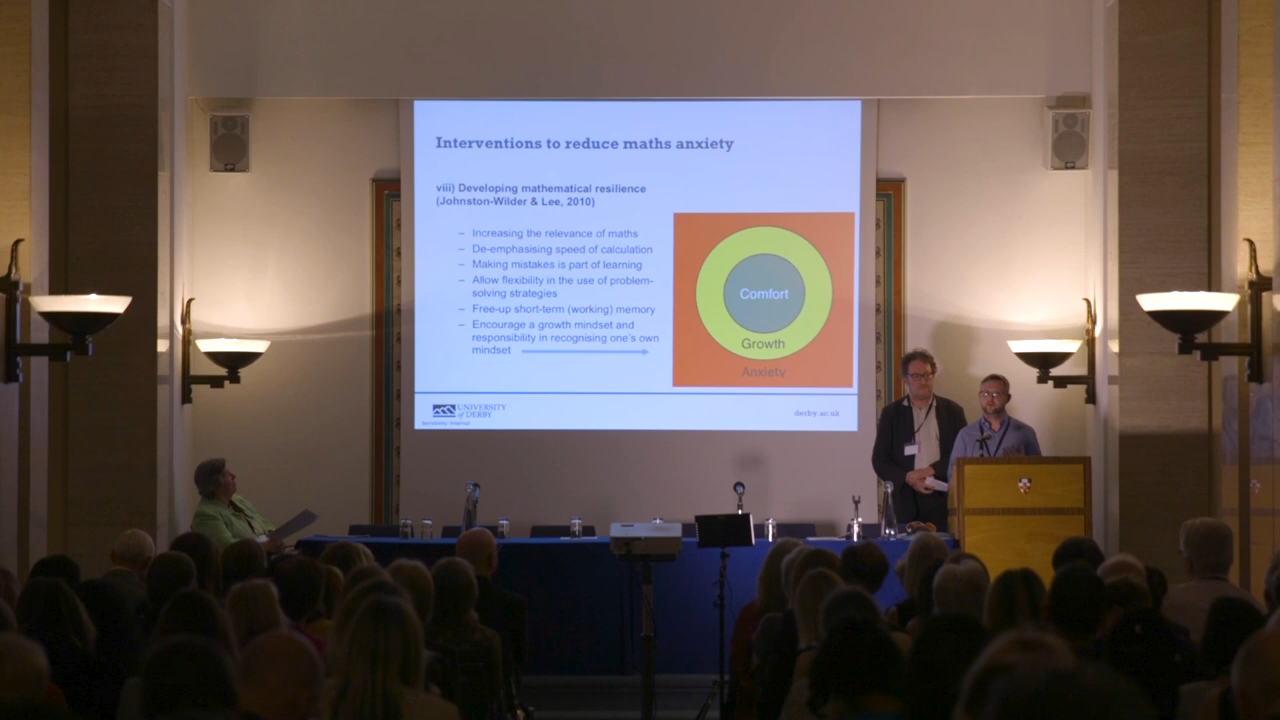 Interventions to reduce maths anxiety
viii) Developing mathematical resilience
(Johnston-Wilder & Lee, 2010)
– Increasing the relevance of maths
– De-emphasising speed of calculation
– Making mistakes is part of learning
– Allow flexibility in the use of problem-
solving strategies
– Free-up short-term (working) memory
– Encourage a growth mindset and
responsibility in recognising one's own
mindset
Comfort
Growth
Anxiety
UNIVERSITY
of DERBY
derby.ac.uk
Sensitivity: Internal